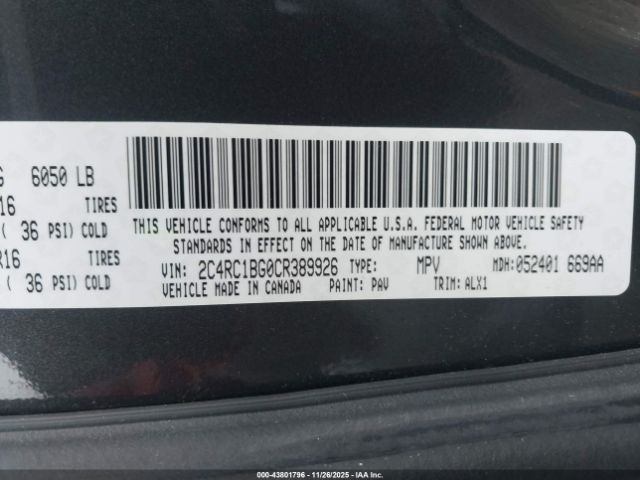 G 6050 LB
16 TIRES
( 36 PSI) COLD
R16 TIRES
( 36 PSI) COLD
THIS VEHICLE CONFORMS TO ALL APPLICABLE U.S.A. FEDERAL MOTOR VEHICLE SAFETY
STANDARDS IN EFFECT ON THE DATE OF MANUFACTURE SHOWN ABOVE.
VIN: 2C4RC1BG0CR389926 TYPE: MPV MDH: 052401 669AA
VEHICLE MADE IN CANADA PAINT: PAV TRIM: ALX1
000-43801796 - 11/26/2025 - IAA Inc.